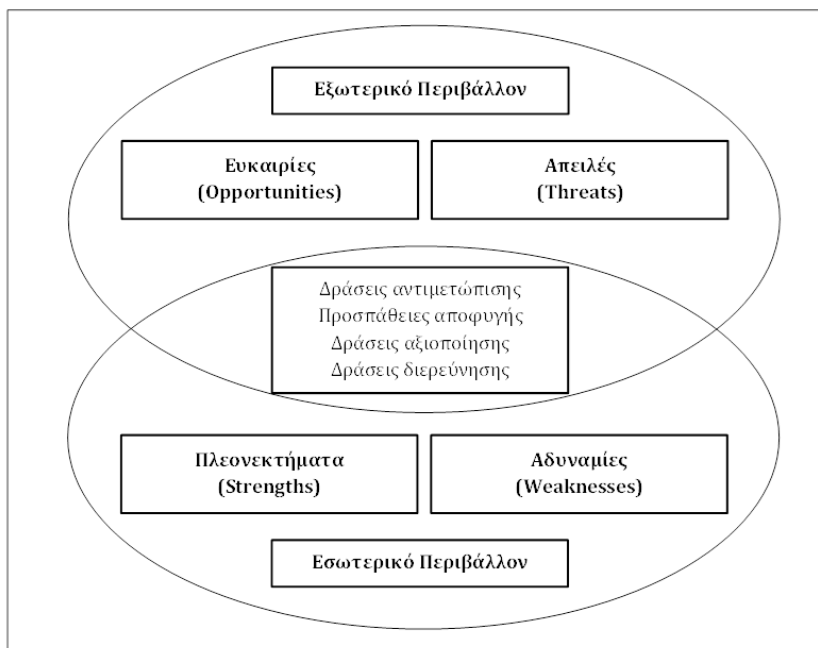 Εξωτερικό Περιβάλλον
Ευκαιρίες
(Opportunities)
Απειλές
(Threats)
Δράσεις αντιμετώπισης
Προσπάθειες αποφυγής
Δράσεις αξιοποίησης
Δράσεις διερεύνησης
Πλεονεκτήματα
(Strengths)
Αδυναμίες
(Weaknesses)
Εσωτερικό Περιβάλλον